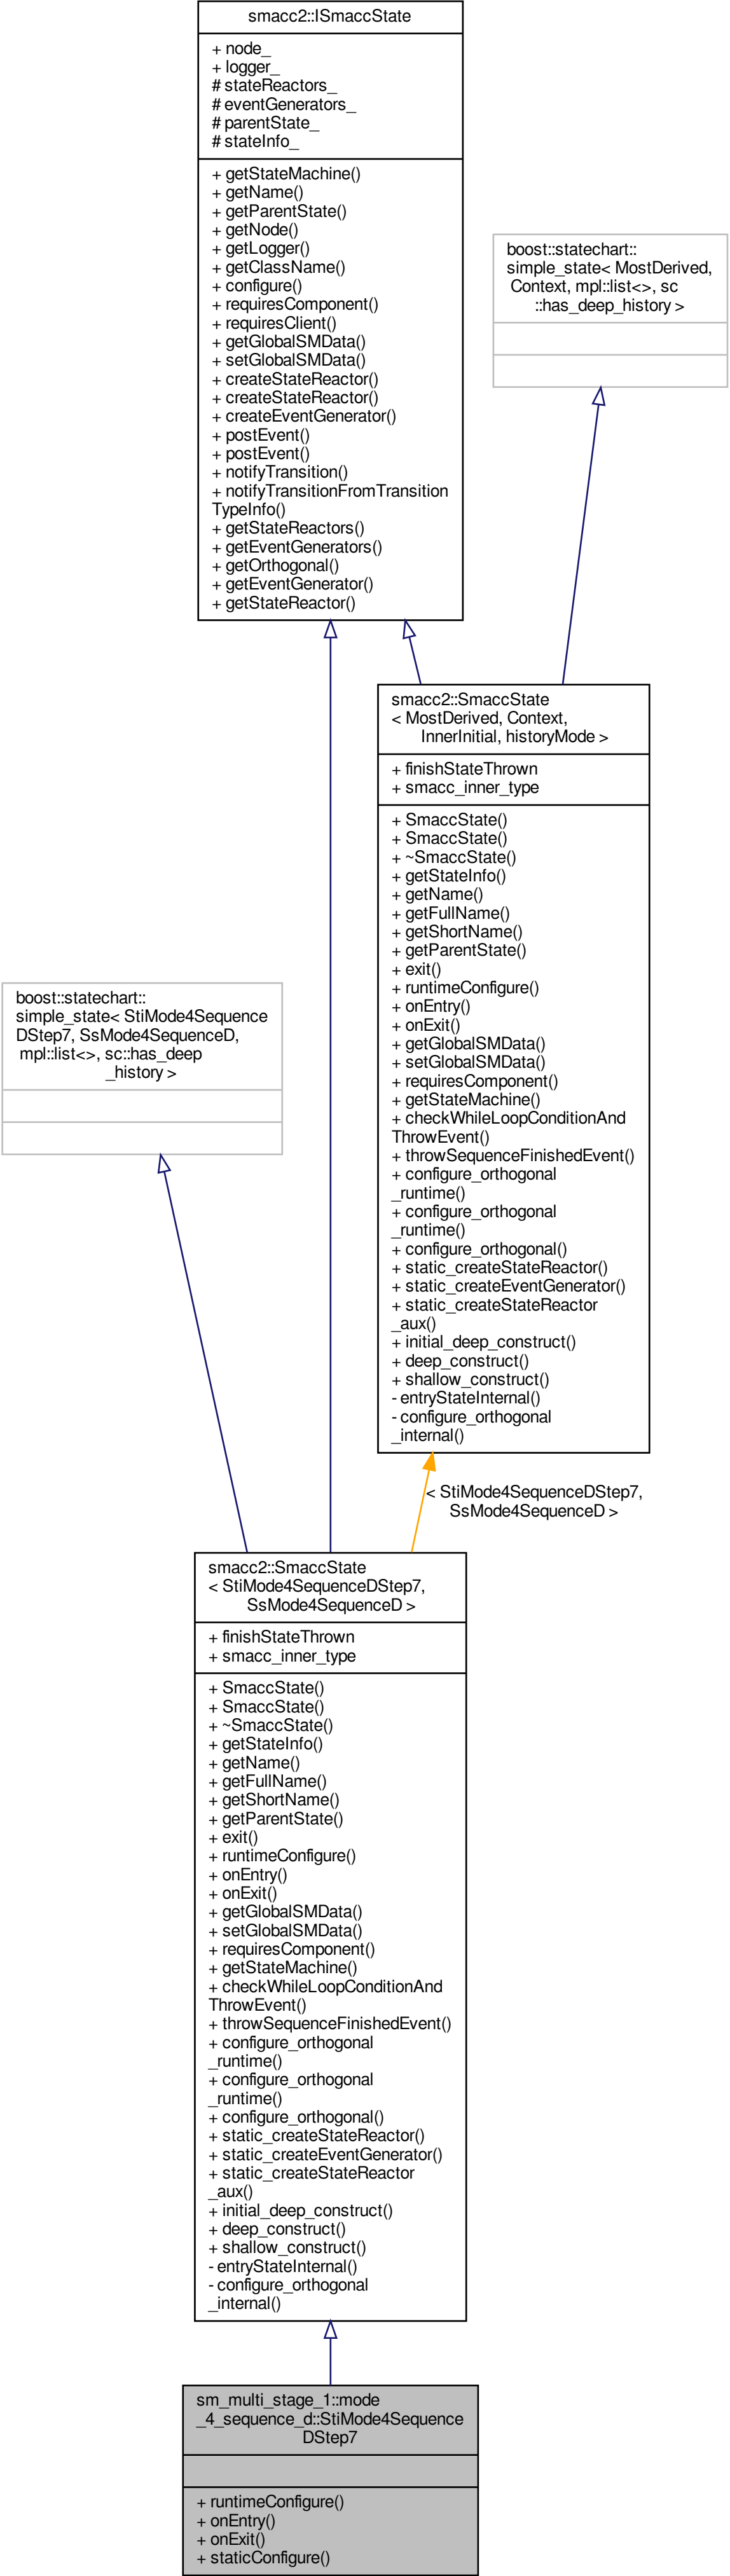 smacc2::ISmaccState
+ node_
+ logger_
# stateReactors_
# eventGenerators_
# parentState_
# stateInfo_
+ getStateMachine()
+ getName()
+ getParentState()
+ getNode()
+ getLogger()
+ getClassName()
+ configure()
+ requiresComponent()
+ requiresClient()
+ getGlobalSMData()
+ setGlobalSMData()
+ createStateReactor()
+ createStateReactor()
+ createEventGenerator()
+ postEvent()
+ postEvent()
+ notifyTransition()
+ notifyTransitionFromTransition
TypeInfo()
+ getStateReactors()
+ getEventGenerators()
+ getOrthogonal()
+ getEventGenerator()
+ getStateReactor()
boost::statechart::
simple_state< MostDerived,
Context, mpl::list<>, sc
::has_deep_history >
smacc2::SmaccState
< MostDerived, Context,
InnerInitial, historyMode >
+ finishStateThrown
+ smacc_inner_type
+ SmaccState()
+ SmaccState()
+ ~SmaccState()
+ getStateInfo()
+ getName()
+ getFullName()
+ getShortName()
+ getParentState()
+ exit()
+ runtimeConfigure()
+ onEntry()
+ onExit()
+ getGlobalSMData()
+ setGlobalSMData()
+ requiresComponent()
+ getStateMachine()
+ checkWhileLoopConditionAnd
ThrowEvent()
+ throwSequenceFinishedEvent()
+ configure_orthogonal
_runtime()
+ configure_orthogonal
_runtime()
+ configure_orthogonal()
+ static_createStateReactor()
+ static_createEventGenerator()
+ static_createStateReactor
_aux()
+ initial_deep_construct()
+ deep_construct()
+ shallow_construct()
- entryStateInternal()
- configure_orthogonal
_internal()
boost::statechart::
simple_state< StiMode4Sequence
DStep7, SsMode4SequenceD,
mpl::list<>, sc::has_deep
_history >
< StiMode4SequenceDStep7,
SsMode4SequenceD >
smacc2::SmaccState
< StiMode4SequenceDStep7,
SsMode4SequenceD >
+ finishStateThrown
+ smacc_inner_type
+ SmaccState()
+ SmaccState()
+ ~SmaccState()
+ getStateInfo()
+ getName()
+ getFullName()
+ getShortName()
+ getParentState()
+ exit()
+ runtimeConfigure()
+ onEntry()
+ onExit()
+ getGlobalSMData()
+ setGlobalSMData()
+ requiresComponent()
+ getStateMachine()
+ checkWhileLoopConditionAnd
ThrowEvent()
+ throwSequenceFinishedEvent()
+ configure_orthogonal
_runtime()
+ configure_orthogonal
_runtime()
+ configure_orthogonal()
+ static_createStateReactor()
+ static_createEventGenerator()
+ static_createStateReactor
_aux()
+ initial_deep_construct()
+ deep_construct()
+ shallow_construct()
- entryStateInternal()
- configure_orthogonal
_internal()
sm_multi_stage_1::mode
_4_sequence_d::StiMode4Sequence
DStep7
+ runtimeConfigure()
+ onEntry()
+ onExit()
+ staticConfigure()